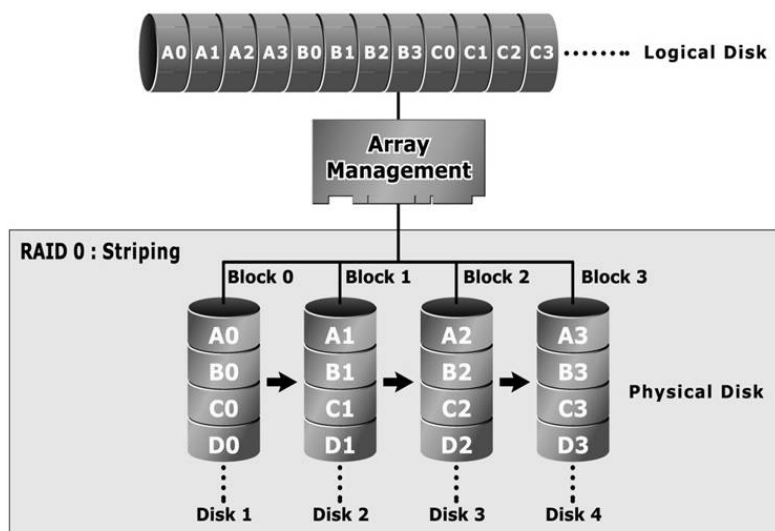 A0 A1 A2 A3 B0 B1 B2 B3 C0 C1 C2 C3 Logical Disk
Array
Management
RAID 0 : Striping
Block 0 Block 1 Block 2 Block 3
A0 A1 A2 A3
B0 B1 B2 B3
C0 C1 C2 C3
Physical Disk
D0 D1 D2 D3
Disk 1 Disk 2 Disk 3 Disk 4